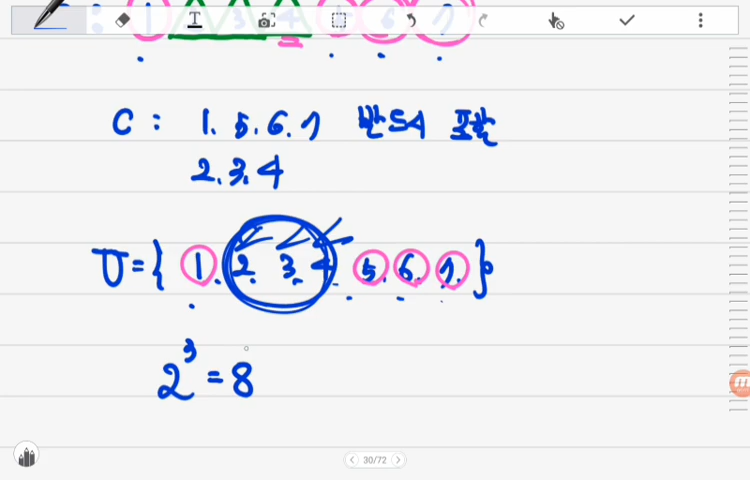 C : 1. 5. 6. 7 반드시 포함
2. 3. 4
U = { 1. 2. 3. 4. 5. 6. 7. }
2³ = 8
30/72